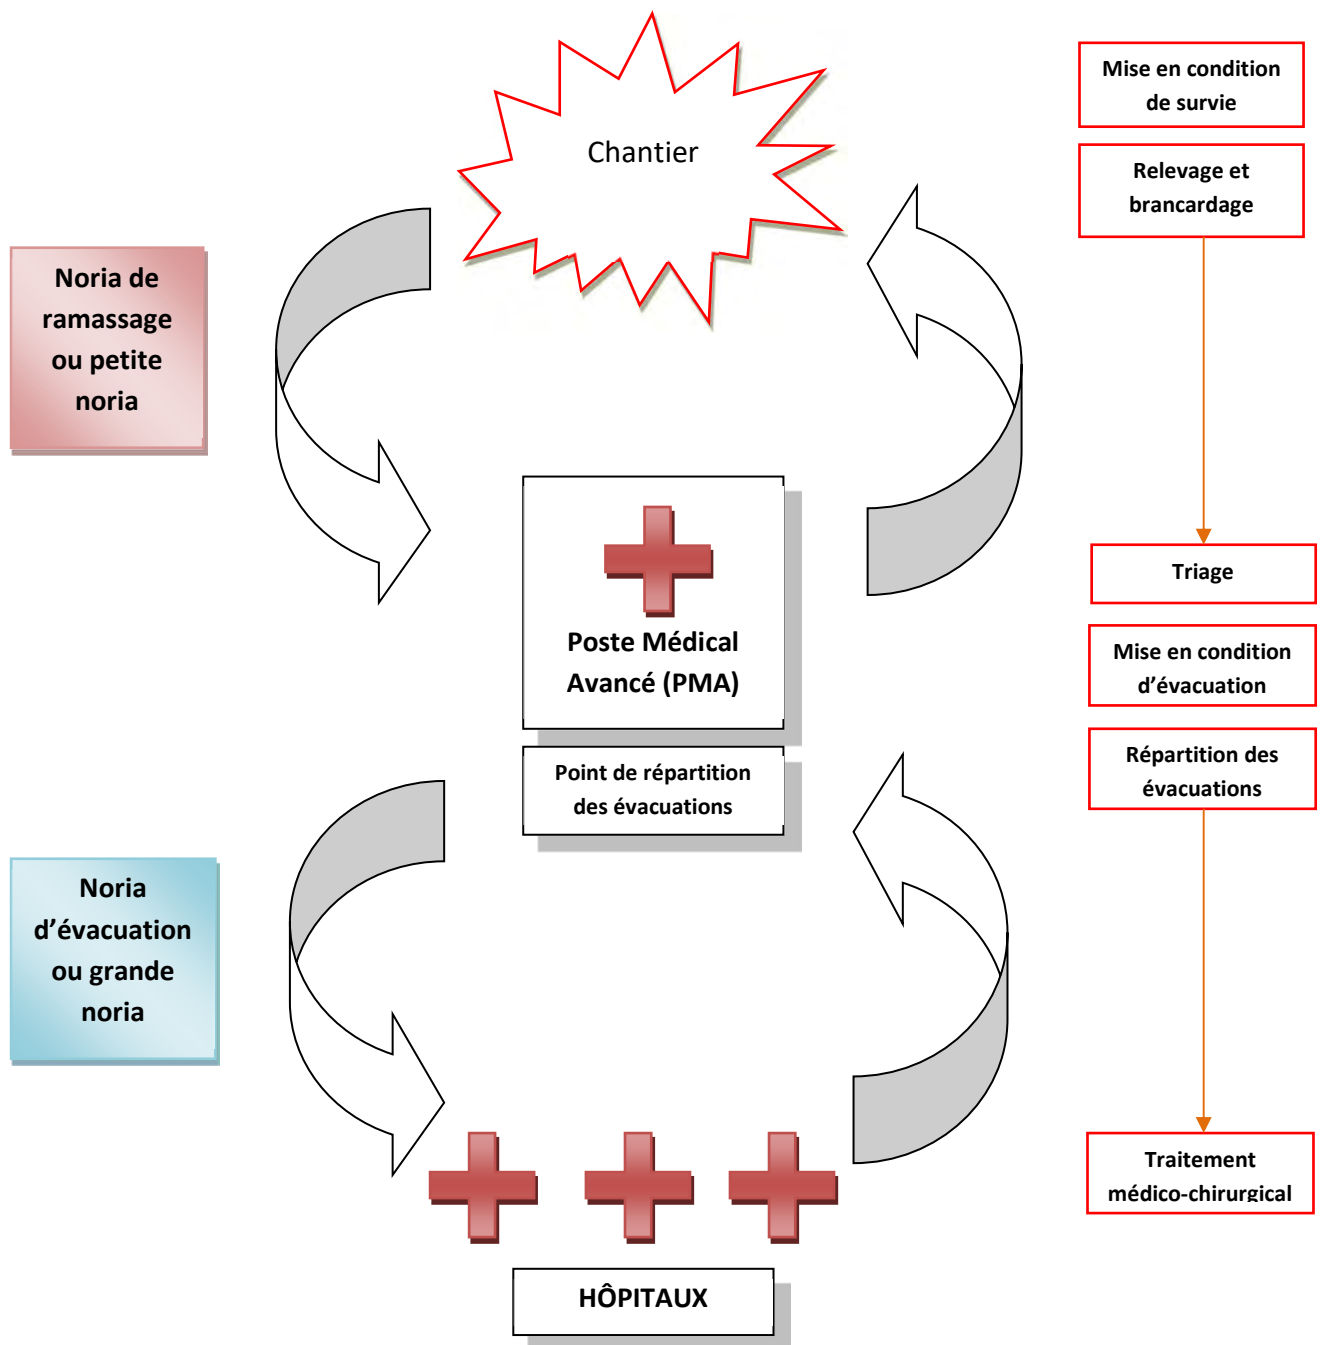 Chantier
Mise en condition
de survie
Relevage et
brancardage
Noria de
ramassage
ou petite
noria
Poste Médical
Avancé (PMA)
Point de répartition
des évacuations
Triage
Mise en condition
d’évacuation
Répartition des
évacuations
Noria
d’évacuation
ou grande
noria
Traitement
médico-chirurgical
HÔPITAUX